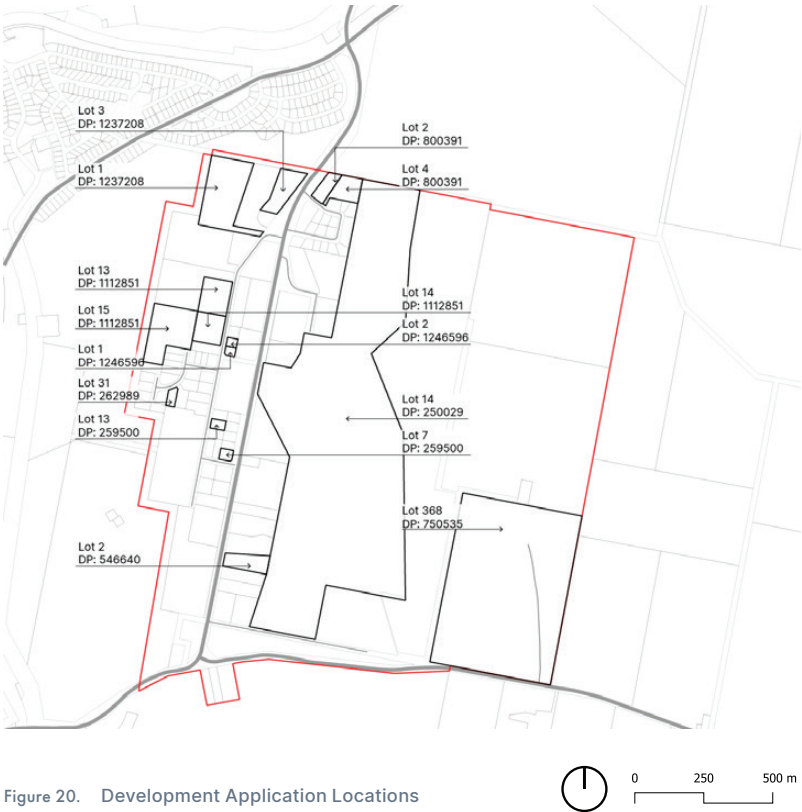 Lot 3
DP: 1237208
Lot 2
DP: 800391
Lot 1
DP: 1237208
Lot 4
DP: 800391
Lot 13
DP: 1112851
Lot 14
DP: 1112851
Lot 15
DP: 1112851
Lot 2
DP: 1246596
Lot 1
DP: 1246596
Lot 31
DP: 262989
Lot 14
DP: 250029
Lot 13
DP: 259500
Lot 7
DP: 259500
Lot 368
DP: 750535
Lot 2
DP: 546640
Figure 20. Development Application Locations
0 250 500 m